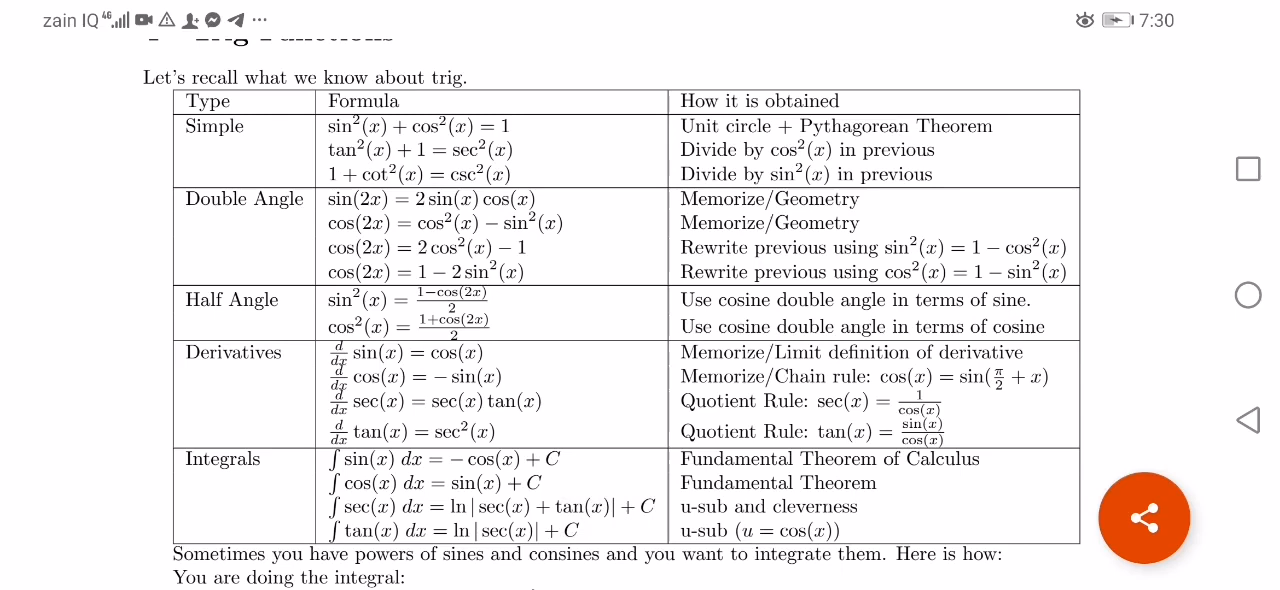 zain IQ 46 7:30
1 Trig Functions
Let's recall what we know about trig.
Type Formula How it is obtained
Simple sin²(x) + cos²(x) = 1 Unit circle + Pythagorean Theorem
tan²(x) + 1 = sec²(x) Divide by cos²(x) in previous
1 + cot²(x) = csc²(x) Divide by sin²(x) in previous
Double Angle sin(2x) = 2 sin(x) cos(x) Memorize/Geometry
cos(2x) = cos²(x) − sin²(x) Memorize/Geometry
cos(2x) = 2 cos²(x) − 1 Rewrite previous using sin²(x) = 1 − cos²(x)
cos(2x) = 1 − 2 sin²(x) Rewrite previous using cos²(x) = 1 − sin²(x)
Half Angle sin²(x) = (1−cos(2x))/2 Use cosine double angle in terms of sine.
cos²(x) = (1+cos(2x))/2 Use cosine double angle in terms of cosine
Derivatives d/dx sin(x) = cos(x) Memorize/Limit definition of derivative
d/dx cos(x) = − sin(x) Memorize/Chain rule: cos(x) = sin(π/2 + x)
d/dx sec(x) = sec(x) tan(x) Quotient Rule: sec(x) = 1/cos(x)
d/dx tan(x) = sec²(x) Quotient Rule: tan(x) = sin(x)/cos(x)
Integrals ∫ sin(x) dx = − cos(x) + C Fundamental Theorem of Calculus
∫ cos(x) dx = sin(x) + C Fundamental Theorem
∫ sec(x) dx = ln | sec(x) + tan(x)| + C u-sub and cleverness
∫ tan(x) dx = ln | sec(x)| + C u-sub (u = cos(x))
Sometimes you have powers of sines and consines and you want to integrate them. Here is how:
You are doing the integral: